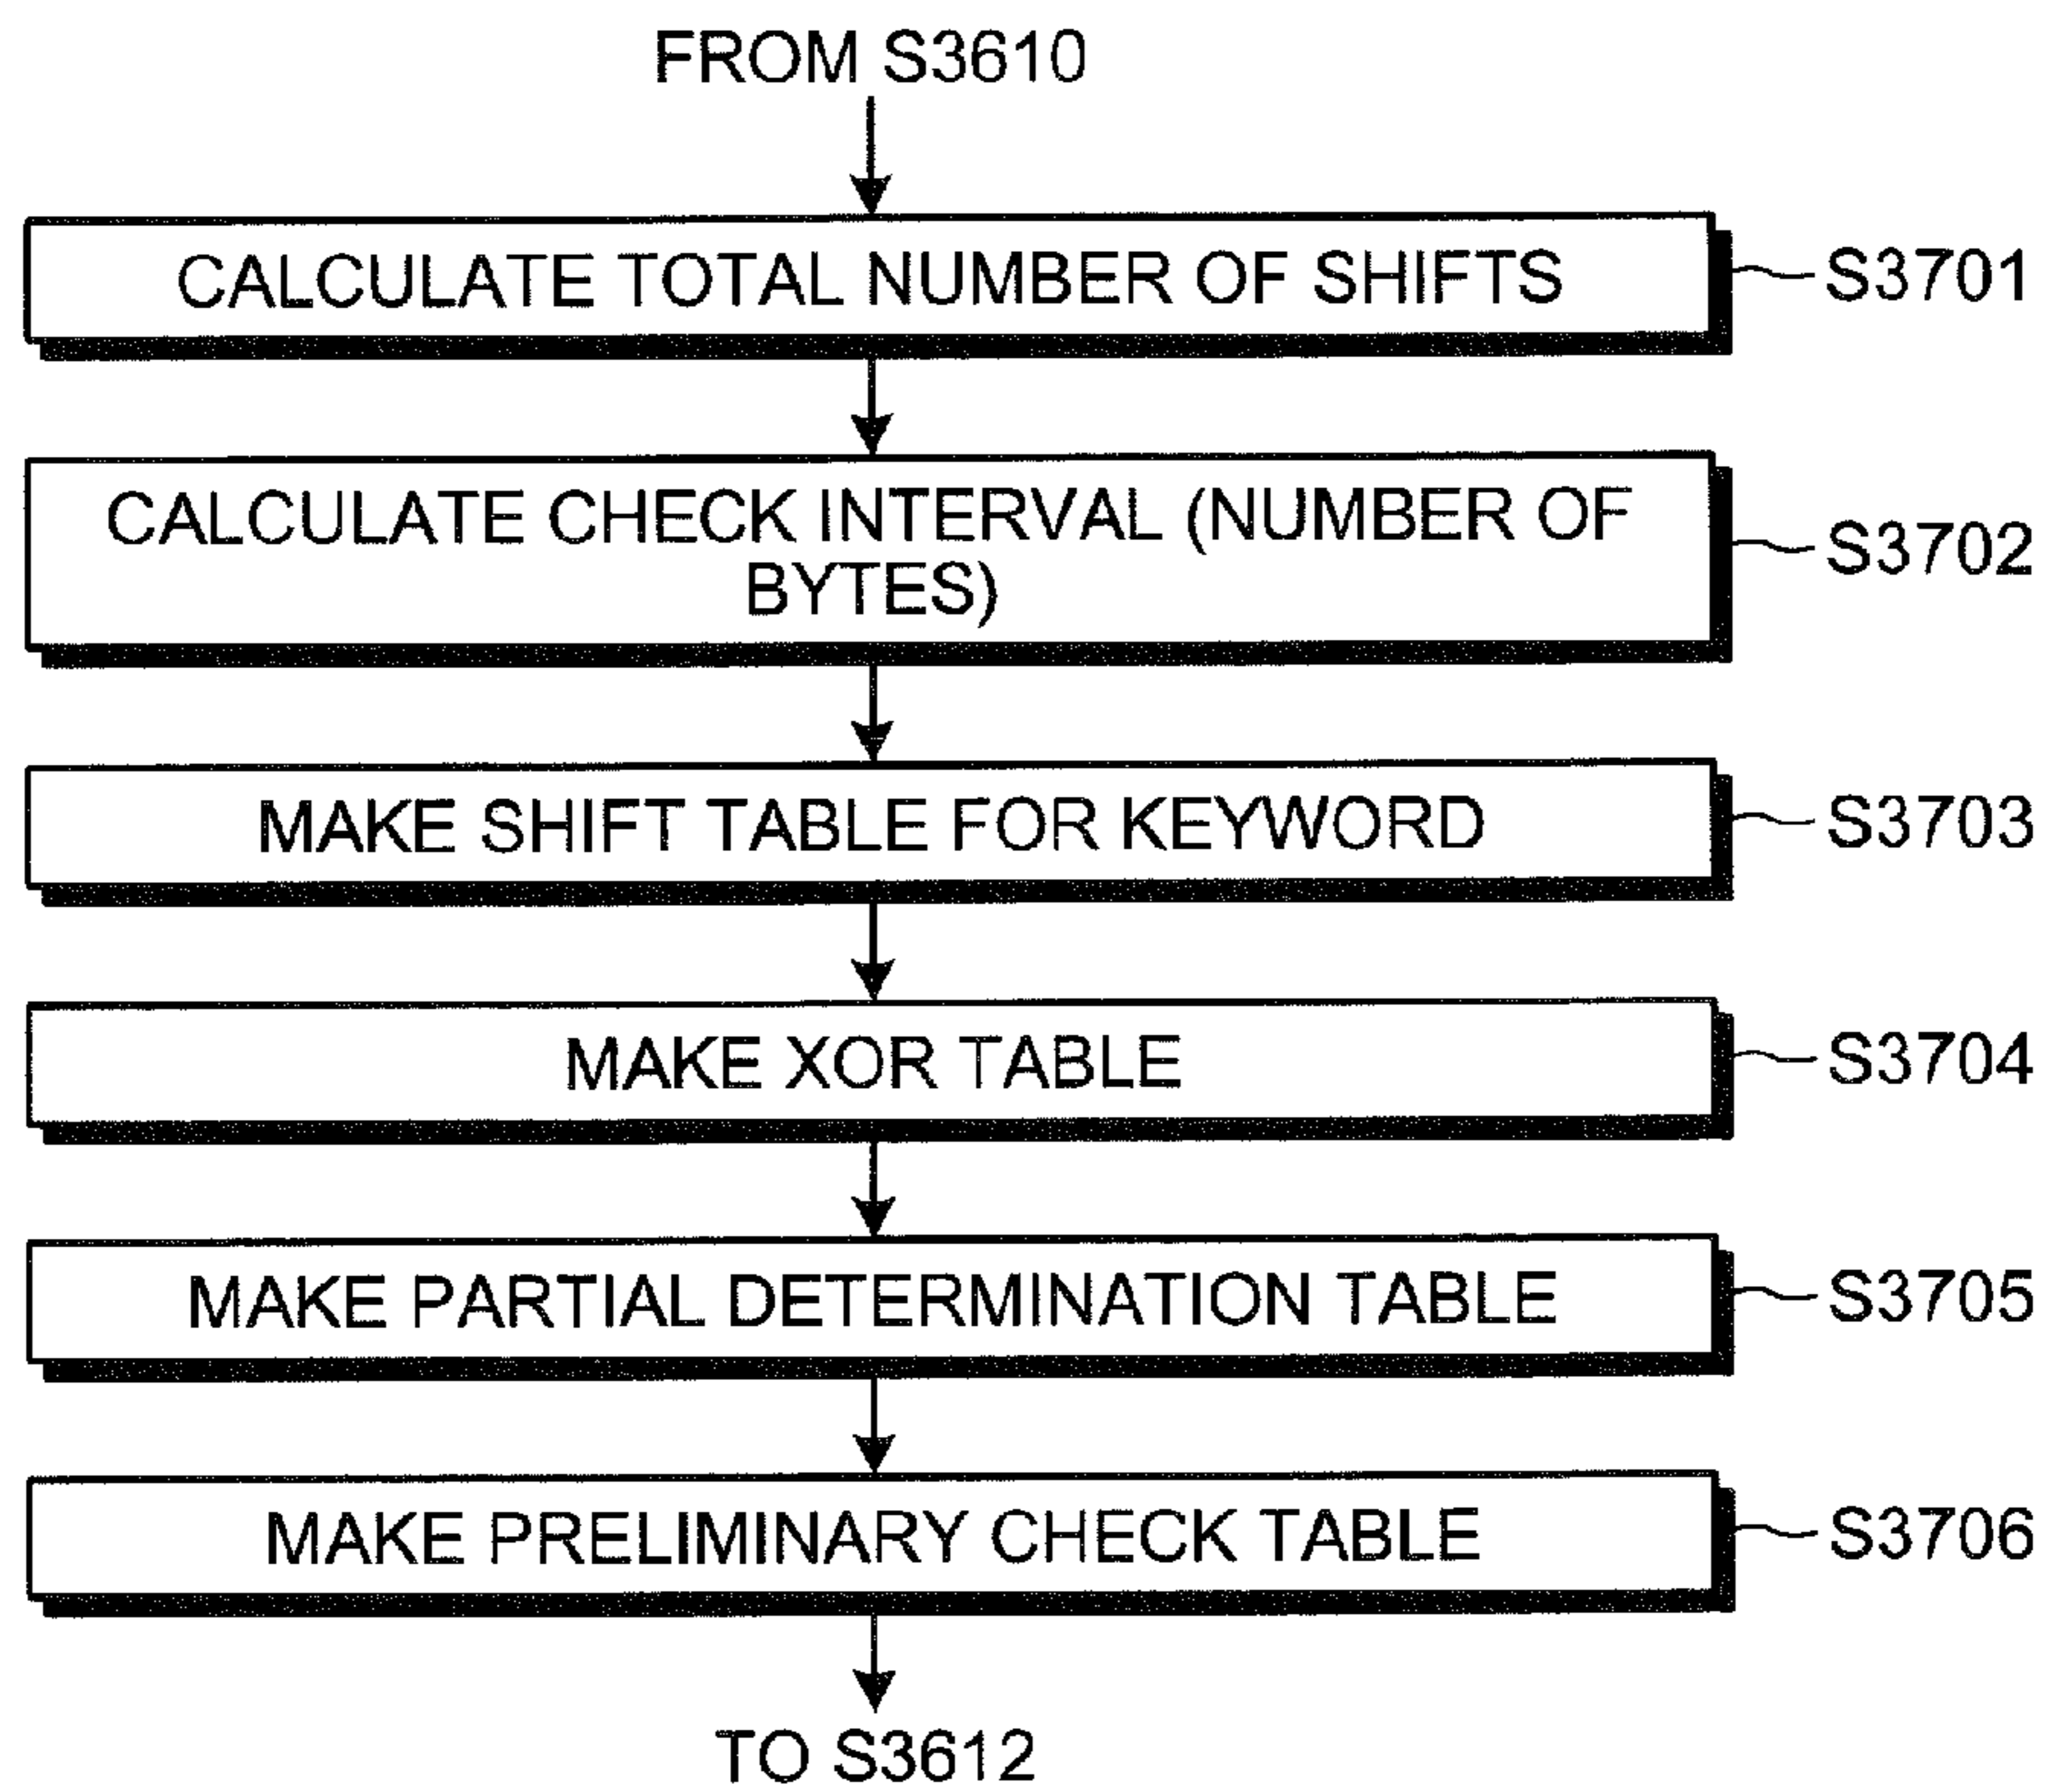 FROM S3610
CALCULATE TOTAL NUMBER OF SHIFTS
S3701
CALCULATE CHECK INTERVAL (NUMBER OF
BYTES)
S3702
MAKE SHIFT TABLE FOR KEYWORD
S3703
MAKE XOR TABLE
S3704
MAKE PARTIAL DETERMINATION TABLE
S3705
MAKE PRELIMINARY CHECK TABLE
S3706
TO S3612